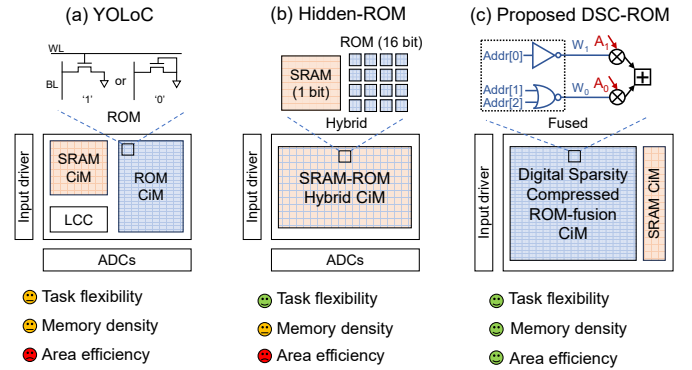 (a) YOLoC
WL
BL
or
'1'
'0'
ROM
Input driver
SRAM
CiM
ROM
CiM
LCC
ADCs
Task flexibility
Memory density
Area efficiency
(b) Hidden-ROM
ROM (16 bit)
SRAM
(1 bit)
Hybrid
Input driver
SRAM-ROM
Hybrid CiM
ADCs
Task flexibility
Memory density
Area efficiency
(c) Proposed DSC-ROM
Addr[0]
W1
A1
Addr[1]
Addr[2]
W0
A0
Fused
Input driver
Digital Sparsity
Compressed
ROM-fusion
CiM
SRAM CiM
Task flexibility
Memory density
Area efficiency